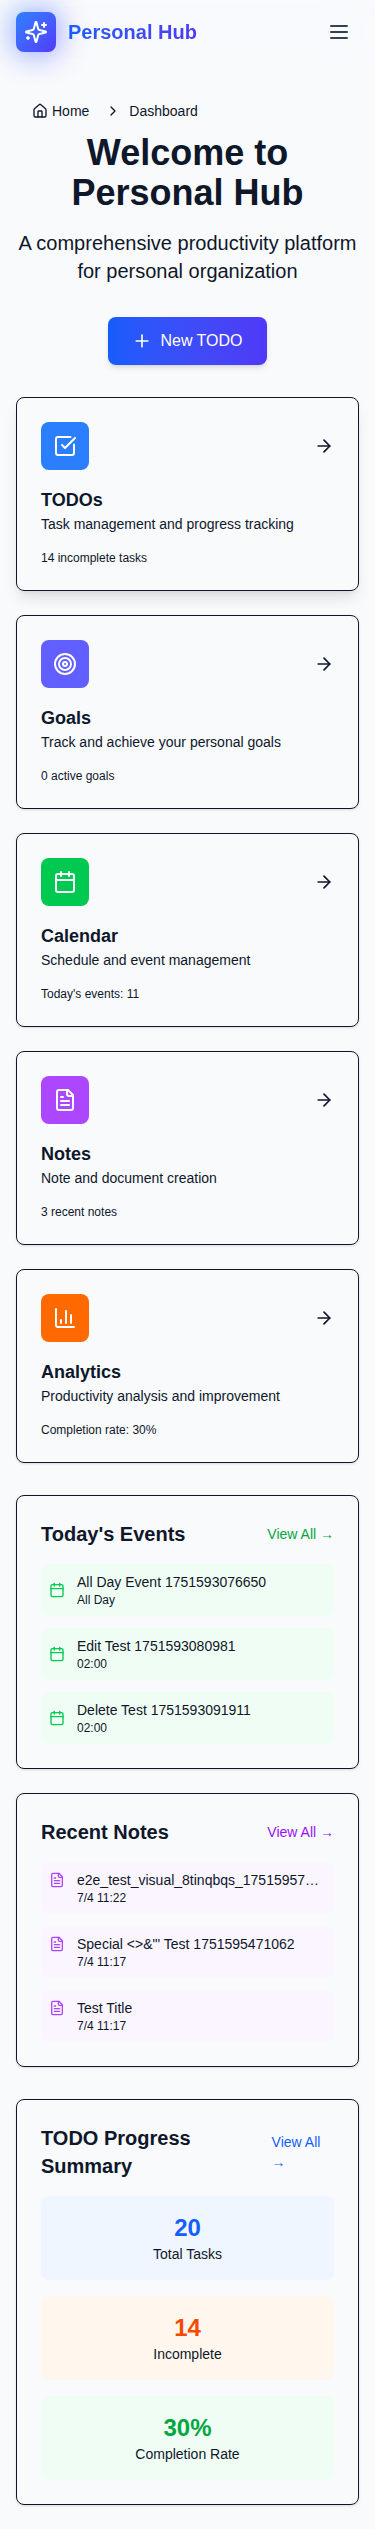 Personal Hub
Home > Dashboard
Welcome to
Personal Hub
A comprehensive productivity platform
for personal organization
+ New TODO
TODOs
Task management and progress tracking
14 incomplete tasks
Goals
Track and achieve your personal goals
0 active goals
Calendar
Schedule and event management
Today's events: 11
Notes
Note and document creation
3 recent notes
Analytics
Productivity analysis and improvement
Completion rate: 30%
Today's Events View All →
All Day Event 1751593076650
All Day
Edit Test 1751593080981
02:00
Delete Test 1751593091911
02:00
Recent Notes View All →
e2e_test_visual_8tinqbqs_17515957...
7/4 11:22
Special <>&"' Test 1751595471062
7/4 11:17
Test Title
7/4 11:17
TODO Progress
Summary
View All
→
20
Total Tasks
14
Incomplete
30%
Completion Rate